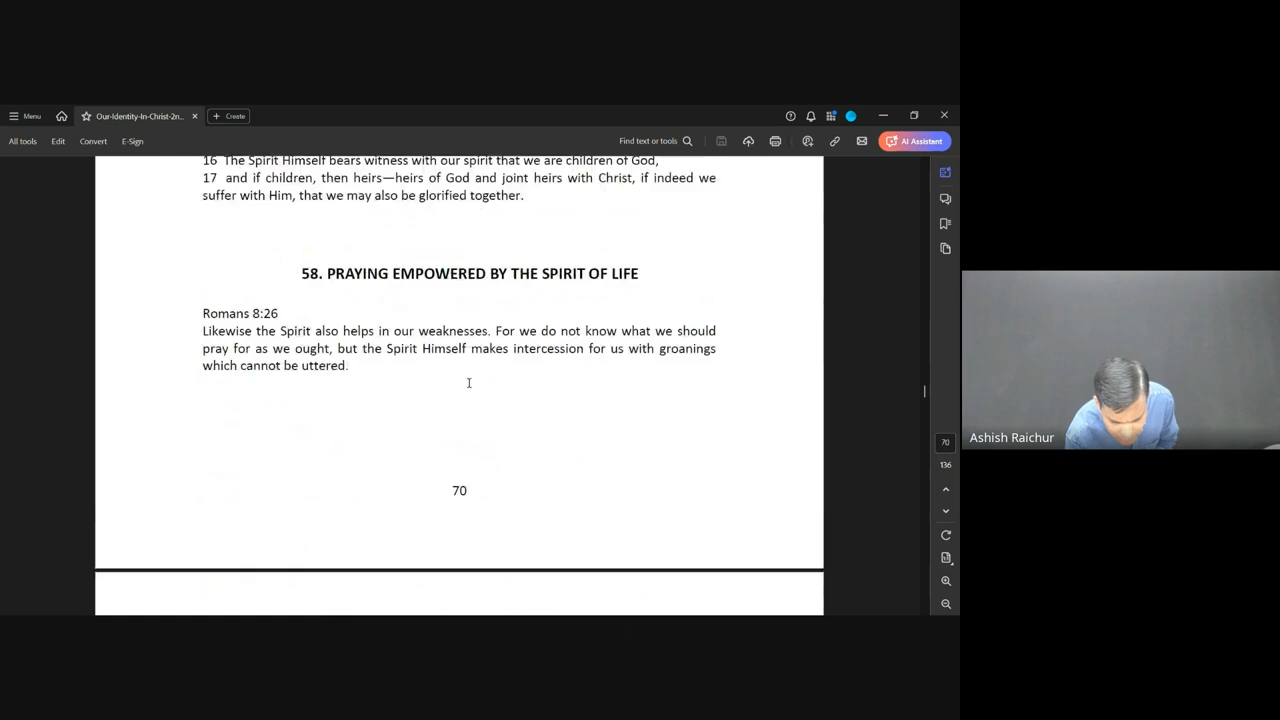 Menu
Our-Identity-In-Christ-2n...
Create
All tools
Edit
Convert
E-Sign
Find text or tools
AI Assistant
16 The Spirit Himself bears witness with our spirit that we are children of God,
17 and if children, then heirs—heirs of God and joint heirs with Christ, if indeed we
suffer with Him, that we may also be glorified together.
58. PRAYING EMPOWERED BY THE SPIRIT OF LIFE
Romans 8:26
Likewise the Spirit also helps in our weaknesses. For we do not know what we should
pray for as we ought, but the Spirit Himself makes intercession for us with groanings
which cannot be uttered.
70
70
136
Ashish Raichur